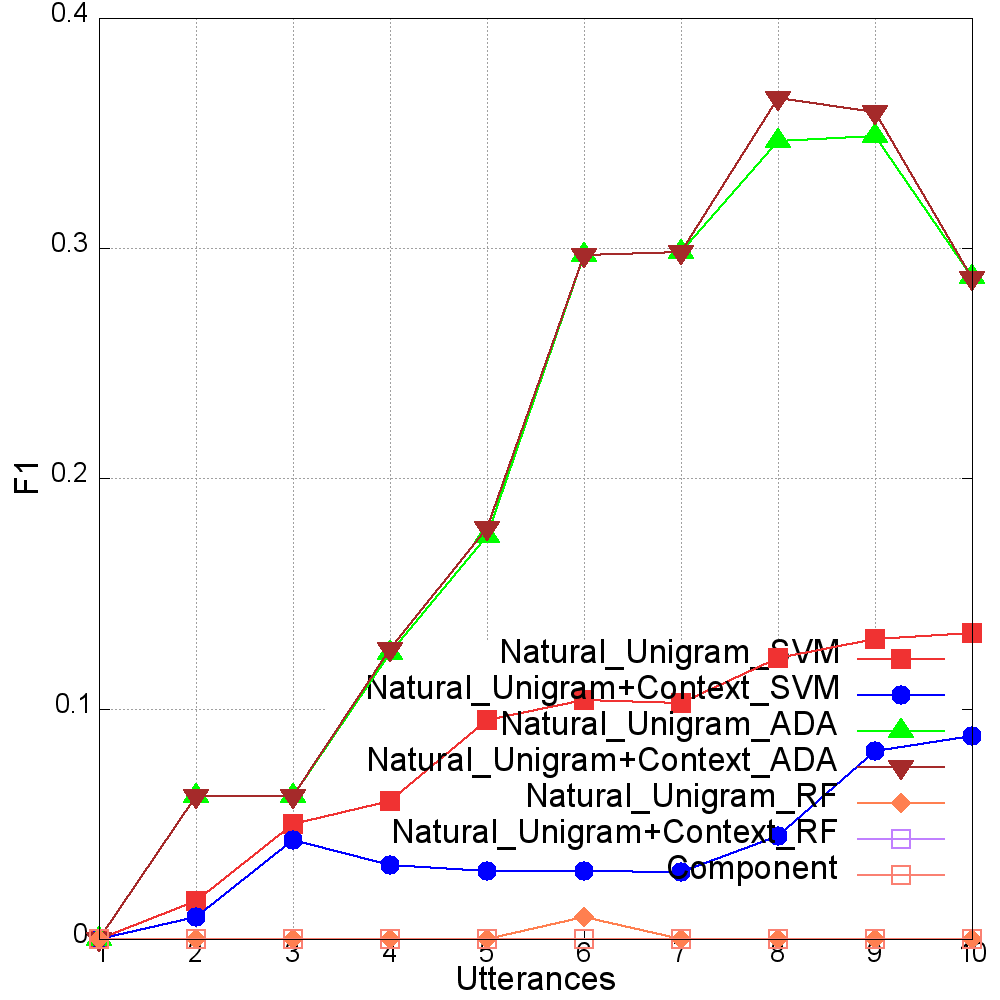 0.4
0.3
0.2
0.1
0
F1
Natural_Unigram_SVM
Natural_Unigram+Context_SVM
Natural_Unigram_ADA
Natural_Unigram+Context_ADA
Natural_Unigram_RF
Natural_Unigram+Context_RF
Component
1 2 3 4 5 6 7 8 9 10
Utterances